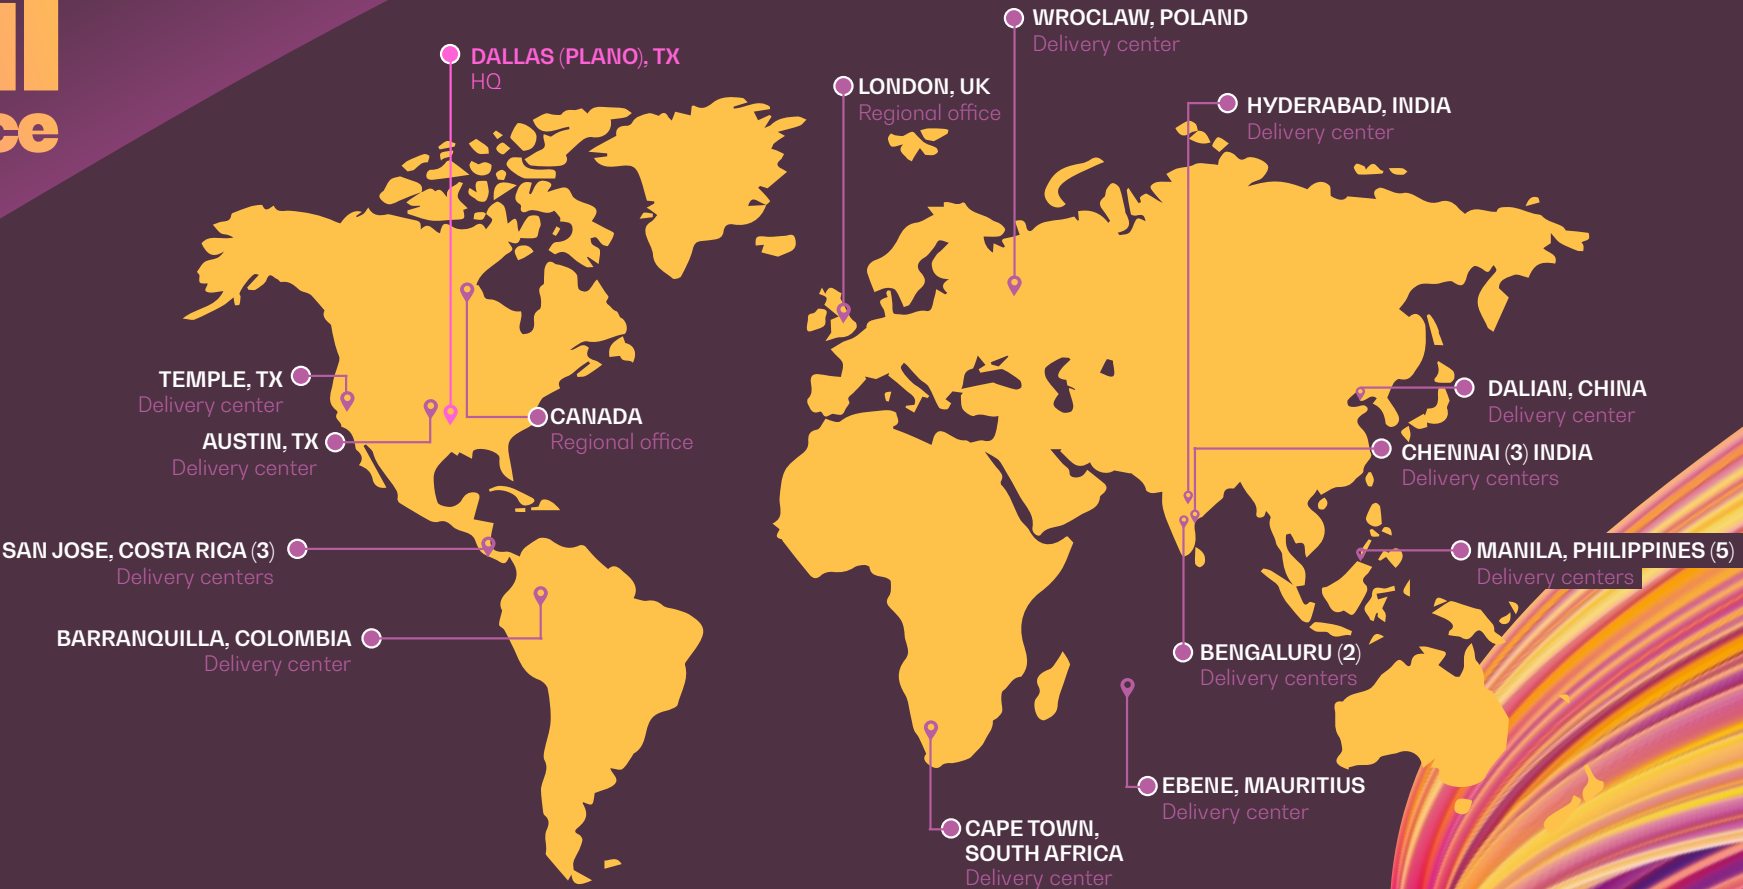 WROCLAW, POLAND
Delivery center
DALLAS (PLANO), TX
HQ
LONDON, UK
Regional office
HYDERABAD, INDIA
Delivery center
TEMPLE, TX
Delivery center
DALIAN, CHINA
Delivery center
CANADA
Regional office
AUSTIN, TX
Delivery center
CHENNAI (3) INDIA
Delivery centers
SAN JOSE, COSTA RICA (3)
Delivery centers
MANILA, PHILIPPINES (5)
Delivery centers
BARRANQUILLA, COLOMBIA
Delivery center
BENGALURU (2)
Delivery centers
EBENE, MAURITIUS
Delivery center
CAPE TOWN,
SOUTH AFRICA
Delivery center